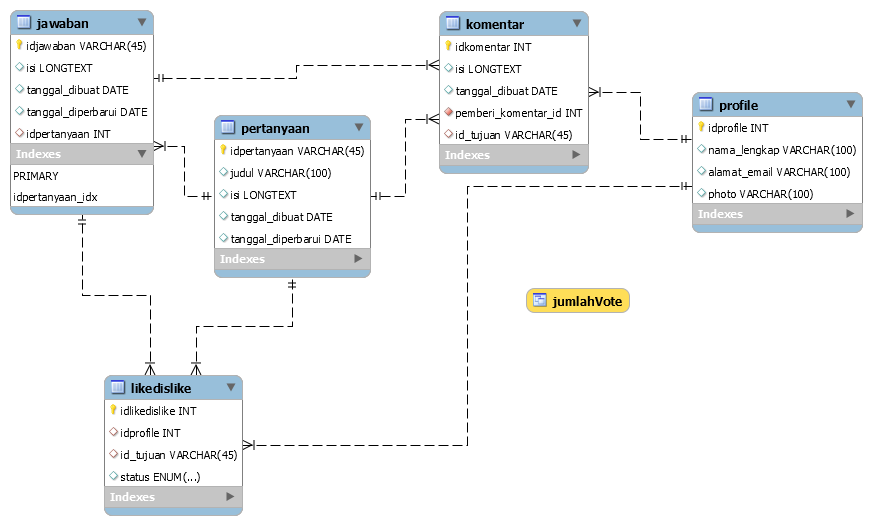 jawaban
idjawaban VARCHAR(45)
isi LONGTEXT
tanggal_dibuat DATE
tanggal_diperbarui DATE
idpertanyaan INT
Indexes
PRIMARY
idpertanyaan_idx
pertanyaan
idpertanyaan VARCHAR(45)
judul VARCHAR(100)
isi LONGTEXT
tanggal_dibuat DATE
tanggal_diperbarui DATE
Indexes
komentar
idkomentar INT
isi LONGTEXT
tanggal_dibuat DATE
pemberi_komentar_id INT
id_tujuan VARCHAR(45)
Indexes
profile
idprofile INT
nama_lengkap VARCHAR(100)
alamat_email VARCHAR(100)
photo VARCHAR(100)
Indexes
jumlahVote
likedislike
idlikedislike INT
idprofile INT
id_tujuan VARCHAR(45)
status ENUM(...)
Indexes